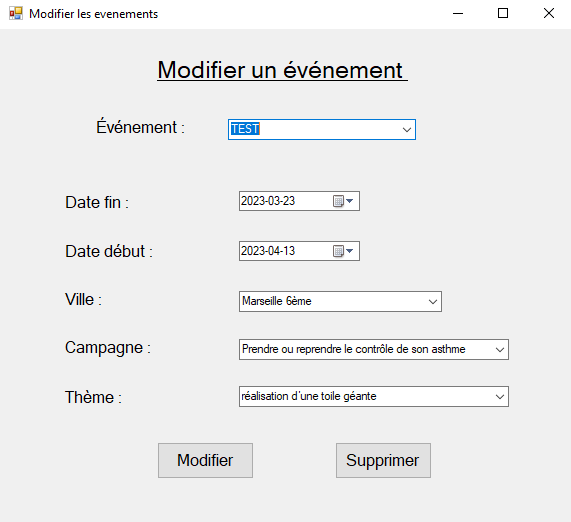 Modifier les evenements
Modifier un événement
Événement : TEST
Date fin : 2023-03-23
Date début : 2023-04-13
Ville : Marseille 6ème
Campagne : Prendre ou reprendre le contrôle de son asthme
Thème : réalisation d'une toile géante
Modifier Supprimer